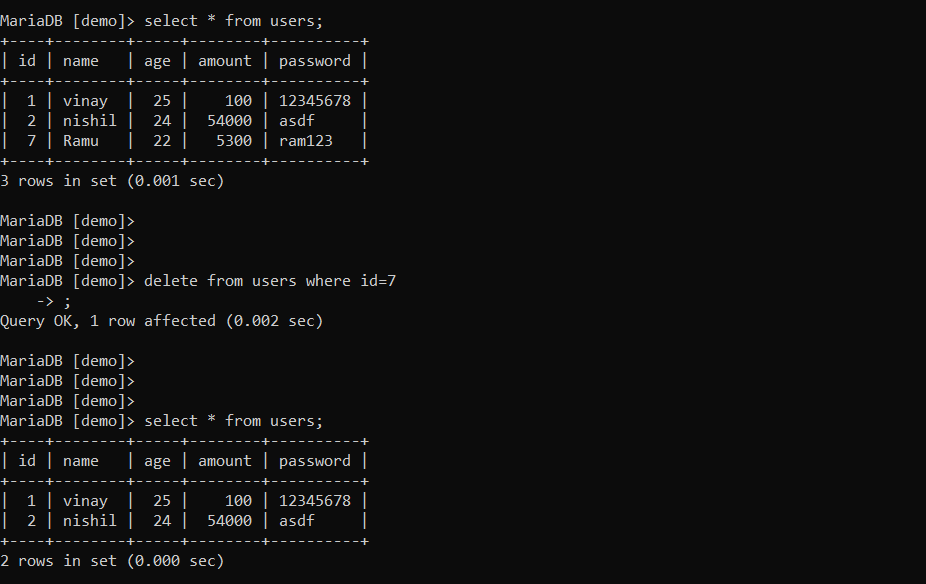 MariaDB [demo]> select * from users;
+----+--------+-----+--------+----------+
| id | name   | age | amount | password |
+----+--------+-----+--------+----------+
|  1 | vinay  |  25 |    100 | 12345678 |
|  2 | nishil |  24 |  54000 | asdf     |
|  7 | Ramu   |  22 |   5300 | ram123   |
+----+--------+-----+--------+----------+
3 rows in set (0.001 sec)

MariaDB [demo]>
MariaDB [demo]>
MariaDB [demo]>
MariaDB [demo]> delete from users where id=7
    -> ;
Query OK, 1 row affected (0.002 sec)

MariaDB [demo]>
MariaDB [demo]>
MariaDB [demo]>
MariaDB [demo]> select * from users;
+----+--------+-----+--------+----------+
| id | name   | age | amount | password |
+----+--------+-----+--------+----------+
|  1 | vinay  |  25 |    100 | 12345678 |
|  2 | nishil |  24 |  54000 | asdf     |
+----+--------+-----+--------+----------+
2 rows in set (0.000 sec)